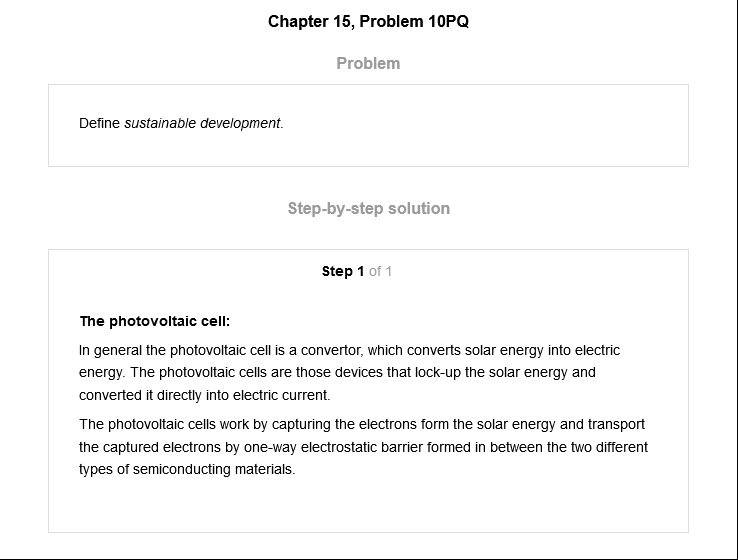 Chapter 15, Problem 10PQ
Problem
Define sustainable development.
Step-by-step solution
Step 1 of 1
The photovoltaic cell:
In general the photovoltaic cell is a convertor, which converts solar energy into electric
energy. The photovoltaic cells are those devices that lock-up the solar energy and
converted it directly into electric current.
The photovoltaic cells work by capturing the electrons form the solar energy and transport
the captured electrons by one-way electrostatic barrier formed in between the two different
types of semiconducting materials.